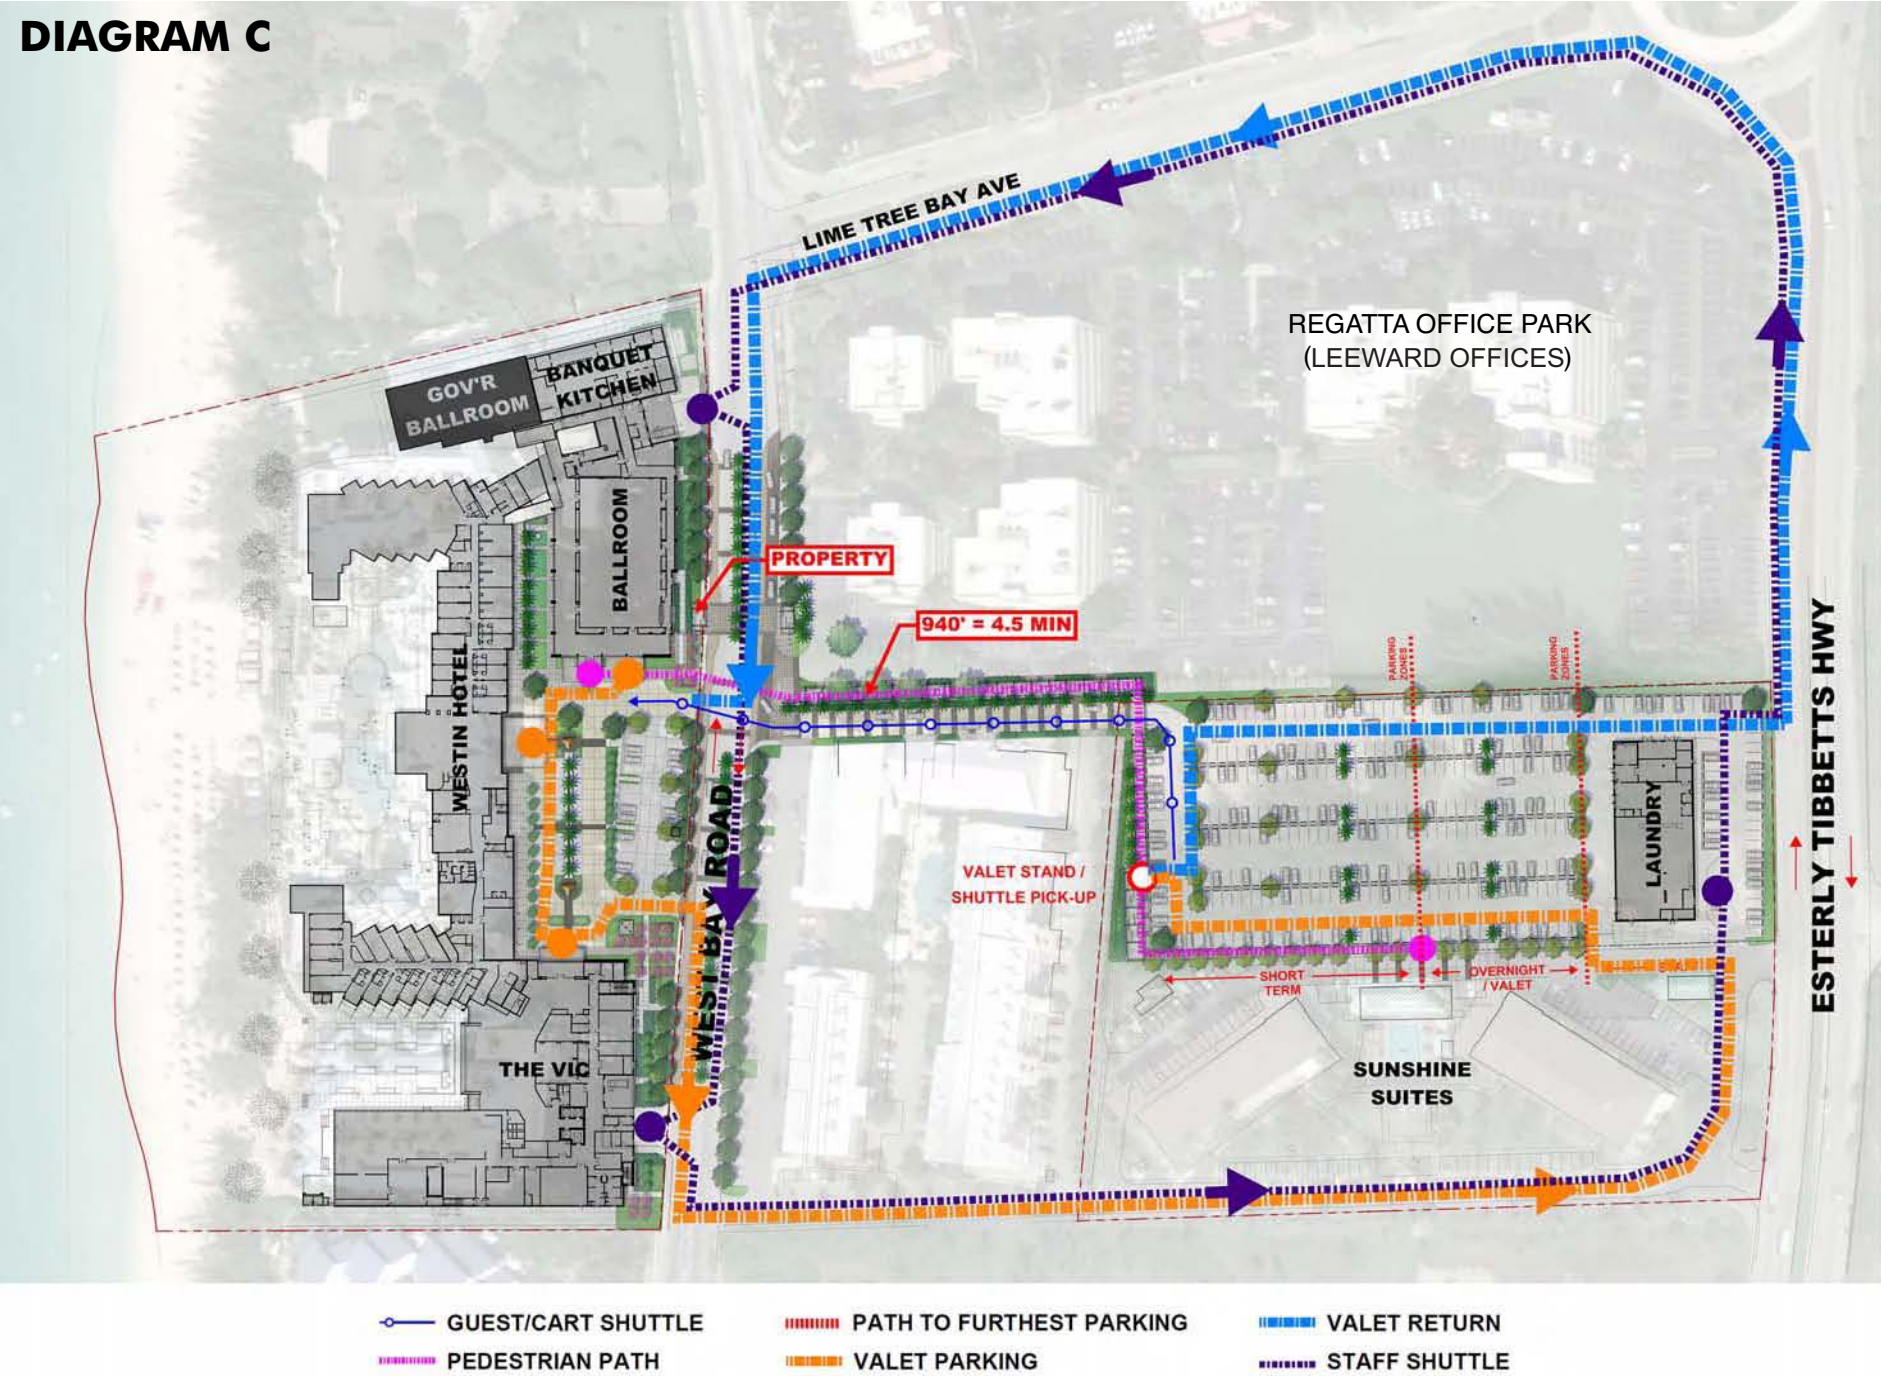 DIAGRAM C
LIME TREE BAY AVE
REGATTA OFFICE PARK
(LEEWARD OFFICES)
BANQUET
KITCHEN
GOV'R
BALLROOM
BALLROOM
PROPERTY
940' = 4.5 MIN
PARKING
ZONES
PARKING
ZONES
ESTERLY TIBBETTS HWY
WESTIN HOTEL
WEST BAY ROAD
LAUNDRY
VALET STAND /
SHUTTLE PICK-UP
SHORT
TERM
OVERNIGHT
/ VALET
THE VIC
SUNSHINE
SUITES
GUEST/CART SHUTTLE
PATH TO FURTHEST PARKING
VALET RETURN
PEDESTRIAN PATH
VALET PARKING
STAFF SHUTTLE